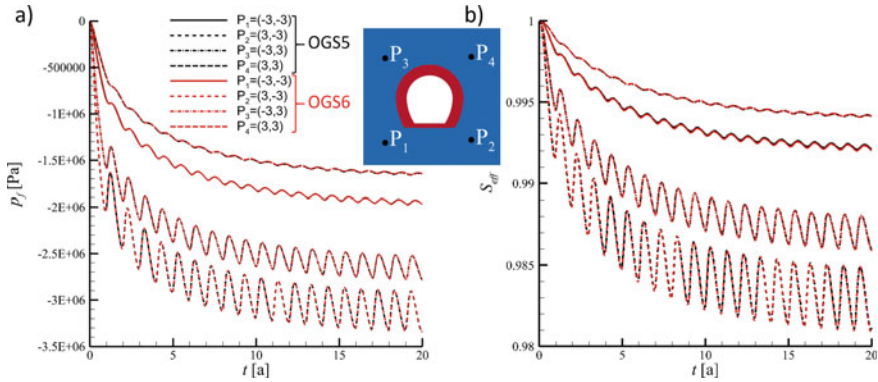 a)
P1=(-3,-3)
P2=(3,-3)
P3=(-3,3)
P4=(3,3)
OGS5
P1=(-3,-3)
P2=(3,-3)
P3=(-3,3)
P4=(3,3)
OGS6
P3
P4
P1
P2
0
-500000
-1E+06
-1.5E+06
-2E+06
-2.5E+06
-3E+06
-3.5E+06
pf [Pa]
0 5 10 15 20
t [a]
b)
1
0.995
0.99
0.985
0.98
Seff
0 5 10 15 20
t [a]